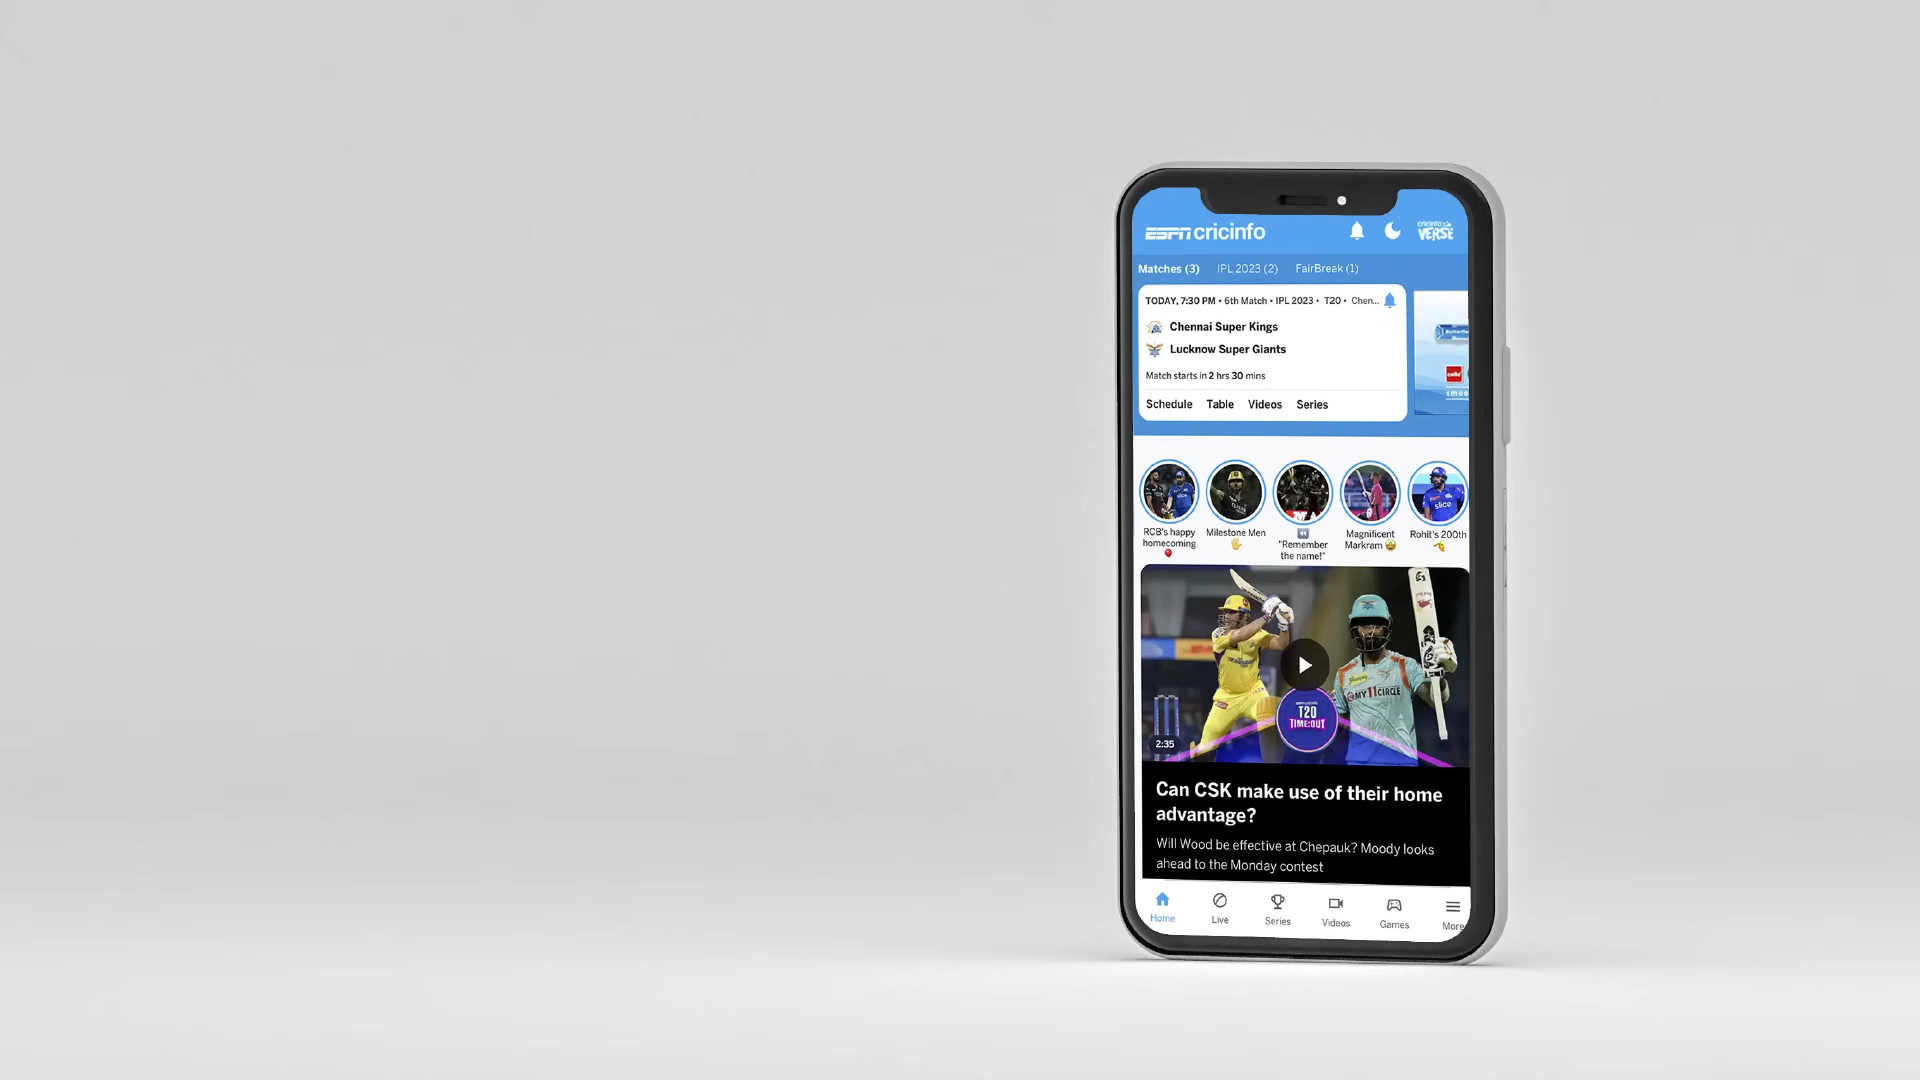 ESPN cricinfo
cricinfo VERSE
Matches (3) IPL 2023 (2) FairBreak (1)
TODAY, 7:30 PM • 6th Match • IPL 2023 • T20 • Chen...
Chennai Super Kings
Lucknow Super Giants
Match starts in 2 hrs 30 mins
Schedule Table Videos Series
cello
slice
slice
RCB's happy
homecoming
Milestone Men
"Remember
the name!"
Magnificent
Markram
Rohit's 200th
MY11CIRCLE
T20
TIME:OUT
2:35
Can CSK make use of their home
advantage?
Will Wood be effective at Chepauk? Moody looks
ahead to the Monday contest
Home Live Series Videos Games More